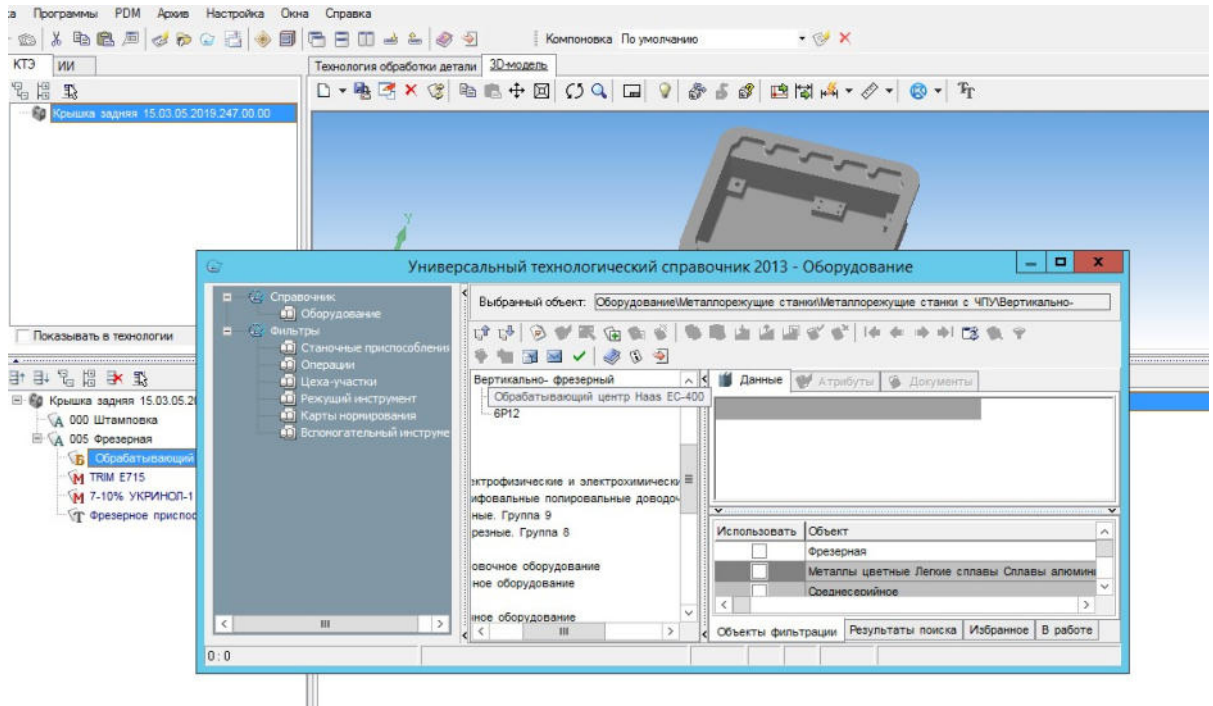 Программы PDM Архив Настройка Окна Справка
Компоновка По умолчанию
КТЭ ИИ
Технология обработки детали 3D-модель
Крышка задняя 15.03.05.2019.247.00.00
Y
Универсальный технологический справочник 2013 - Оборудование
Справочник
Оборудование
Фильтры
Станочные приспособлени
Операции
Цеха-участки
Режущий инструмент
Карты нормирования
Вспомогательный инструме
Выбранный объект: Оборудование\Металлорежущие станки\Металлорежущие станки с ЧПУ\Вертикально-
Показывать в технологии
Вертикально- фрезерный
Обрабатывающий центр Haas EC-400
6Р12
Данные Атрибуты Документы
Крышка задняя 15.03.05.20
000 Штамповка
005 Фрезерная
Обрабатывающий
TRIM E715
7-10% УКРИНОЛ-1
Фрезерное приспос
ектрофизические и электрохимически
ифовальные полировальные доводоч
ные. Группа 9
резные. Группа 8
овочное оборудование
ное оборудование
ное оборудование
Использовать Объект
Фрезерная
Металлы цветные Легкие сплавы Сплавы алюмин
Среднесерийное
Объекты фильтрации Результаты поиска Избранное В работе
0 : 0